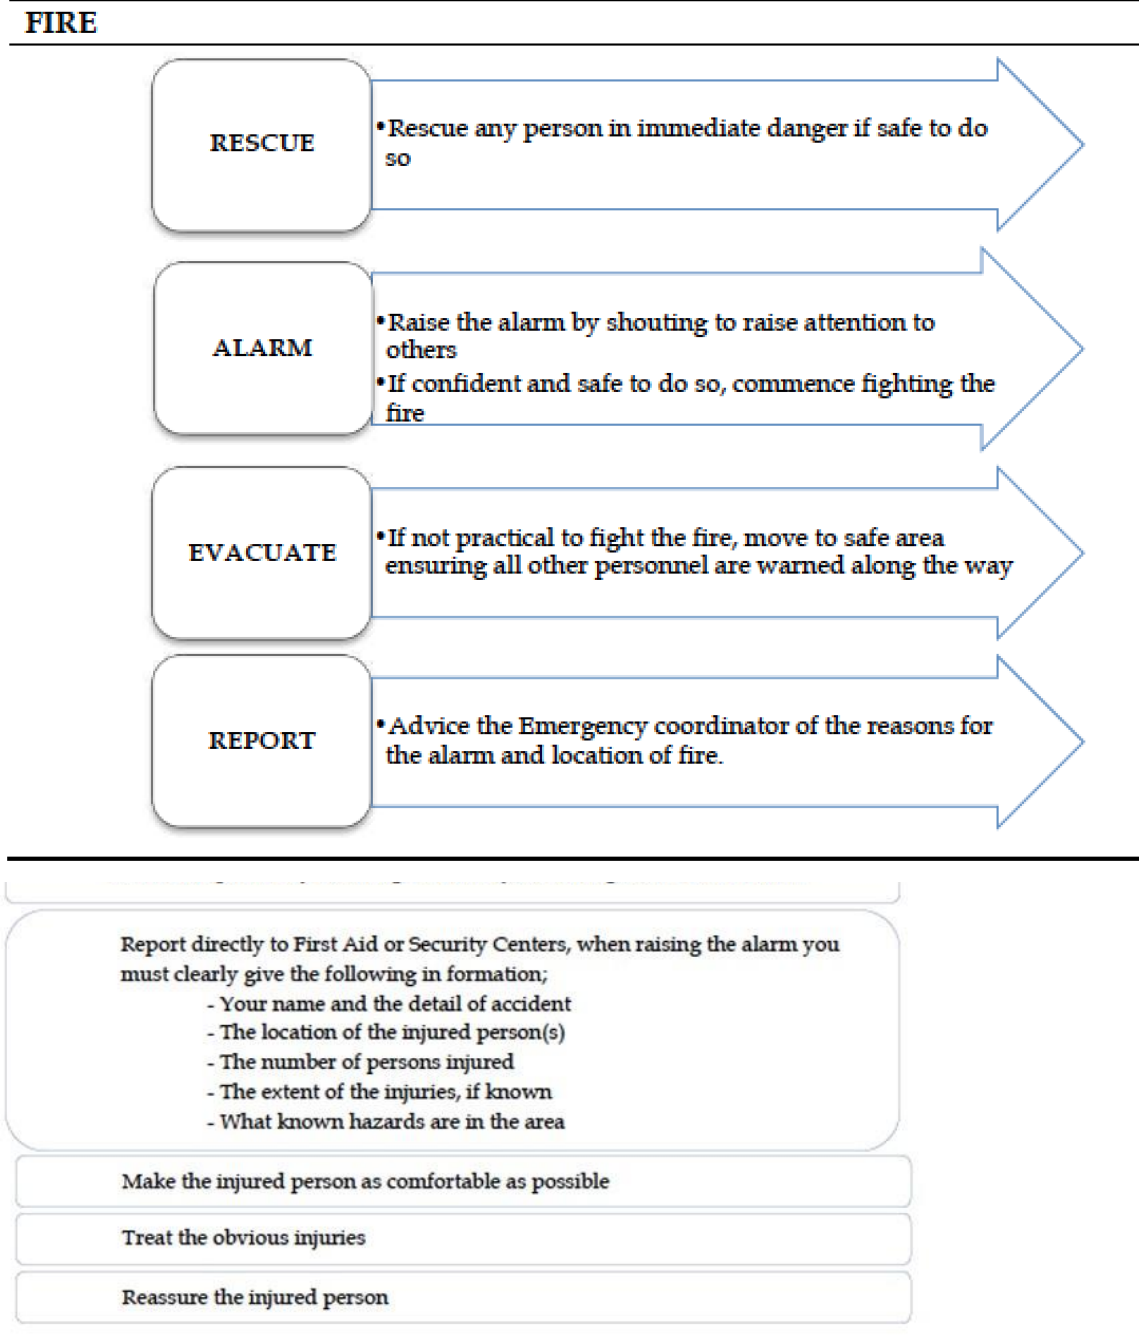 FIRE
RESCUE
•Rescue any person in immediate danger if safe to do
so
ALARM
•Raise the alarm by shouting to raise attention to
others
•If confident and safe to do so, commence fighting the
fire
EVACUATE
•If not practical to fight the fire, move to safe area
ensuring all other personnel are warned along the way
REPORT
•Advice the Emergency coordinator of the reasons for
the alarm and location of fire.
Report directly to First Aid or Security Centers, when raising the alarm you
must clearly give the following in formation;
- Your name and the detail of accident
- The location of the injured person(s)
- The number of persons injured
- The extent of the injuries, if known
- What known hazards are in the area
Make the injured person as comfortable as possible
Treat the obvious injuries
Reassure the injured person